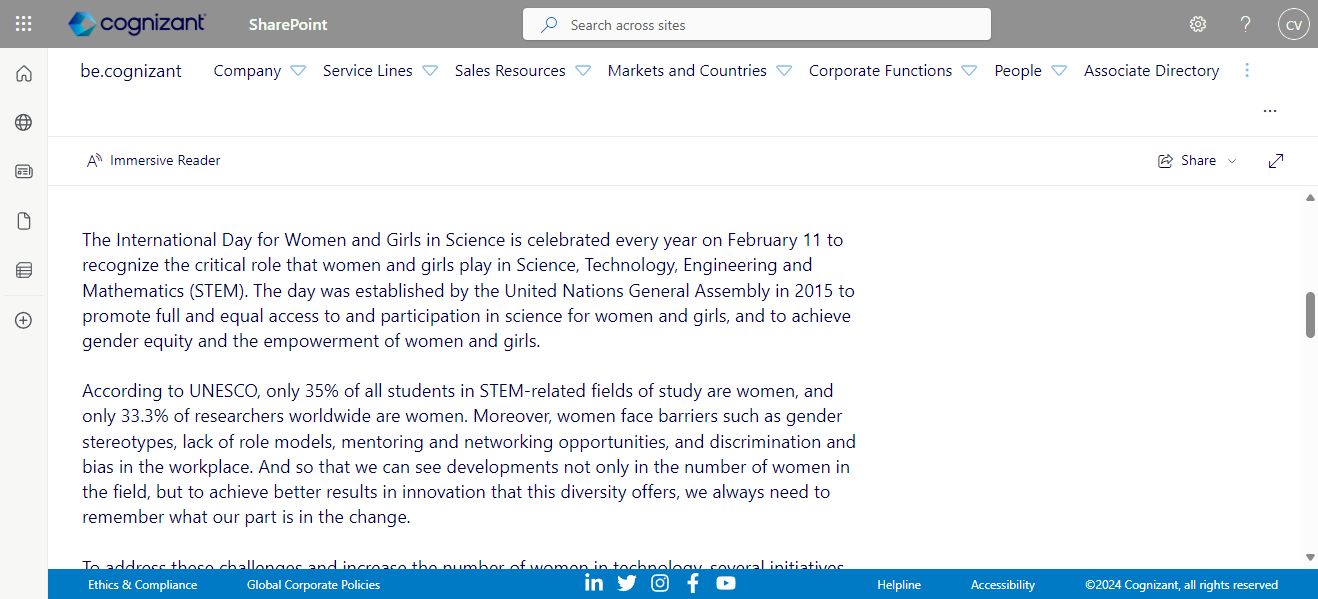 cognizant SharePoint Search across sites ? CV
be.cognizant Company Service Lines Sales Resources Markets and Countries Corporate Functions People Associate Directory
...
Immersive Reader Share
The International Day for Women and Girls in Science is celebrated every year on February 11 to
recognize the critical role that women and girls play in Science, Technology, Engineering and
Mathematics (STEM). The day was established by the United Nations General Assembly in 2015 to
promote full and equal access to and participation in science for women and girls, and to achieve
gender equity and the empowerment of women and girls.
According to UNESCO, only 35% of all students in STEM-related fields of study are women, and
only 33.3% of researchers worldwide are women. Moreover, women face barriers such as gender
stereotypes, lack of role models, mentoring and networking opportunities, and discrimination and
bias in the workplace. And so that we can see developments not only in the number of women in
the field, but to achieve better results in innovation that this diversity offers, we always need to
remember what our part is in the change.
To address these challenges and increase the number of women in technology, several initiatives
Ethics & Compliance Global Corporate Policies Helpline Accessibility ©2024 Cognizant, all rights reserved